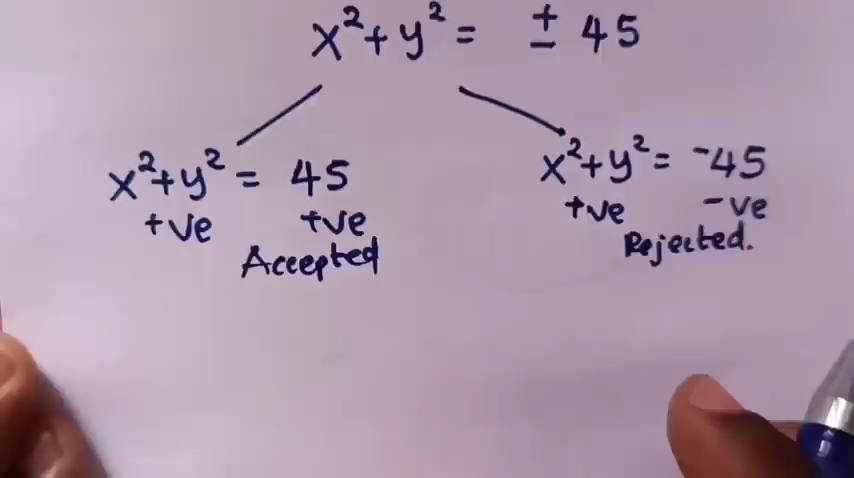 x²+y² = ± 45
x²+y² = 45
+ve +ve
Accepted
x²+y² = -45
+ve -ve
Rejected.